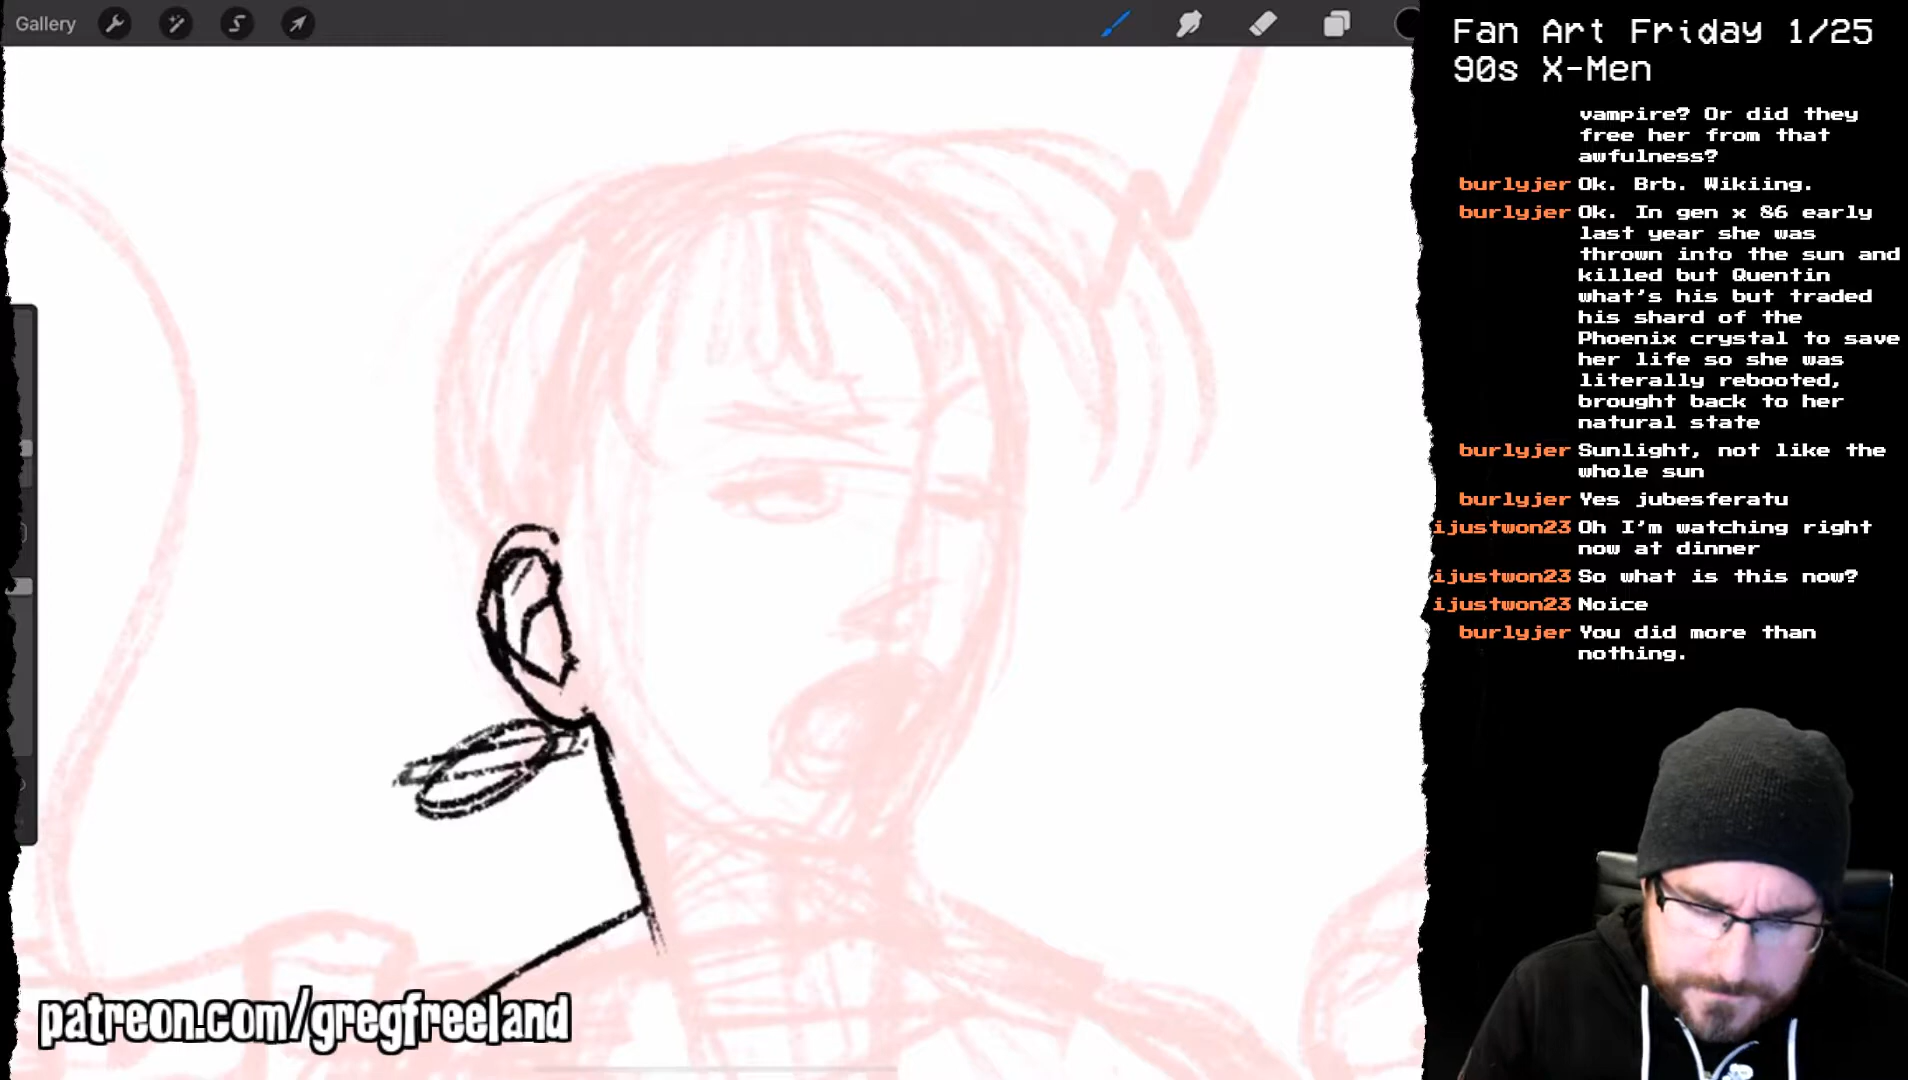 Gallery
Fan Art Friday 1/25
90s X-Men
vampire? Or did they
free her from that
awfulness?
burlyjer Ok. Brb. Wikiing.
burlyjer Ok. In gen x 86 early
last year she was
thrown into the sun and
killed but Quentin
what's his but traded
his shard of the
Phoenix crystal to save
her life so she was
literally rebooted,
brought back to her
natural state
burlyjer Sunlight, not like the
whole sun
burlyjer Yes jubesferatu
ijustwon23 Oh I'm watching right
now at dinner
ijustwon23 So what is this now?
ijustwon23 Noice
burlyjer You did more than
nothing.
patreon.com/gregfreeland